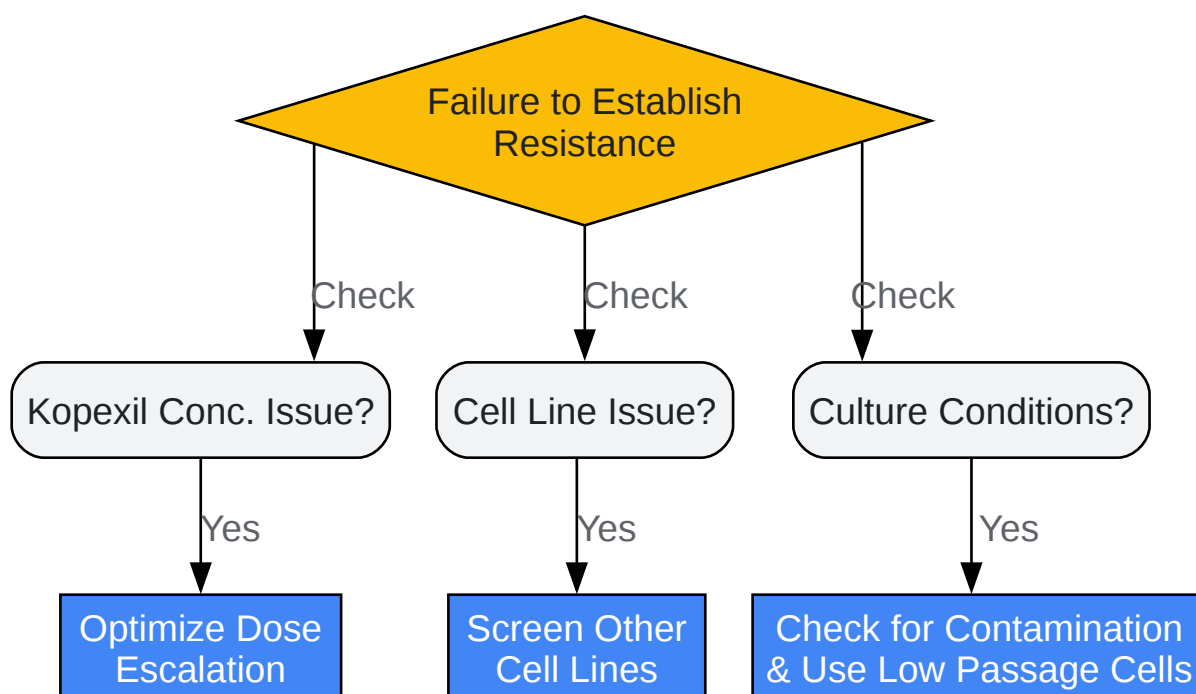 Failure to Establish
Resistance
Check
Check
Check
Kopexil Conc. Issue?
Cell Line Issue?
Culture Conditions?
Yes
Yes
Yes
Optimize Dose
Escalation
Screen Other
Cell Lines
Check for Contamination
& Use Low Passage Cells